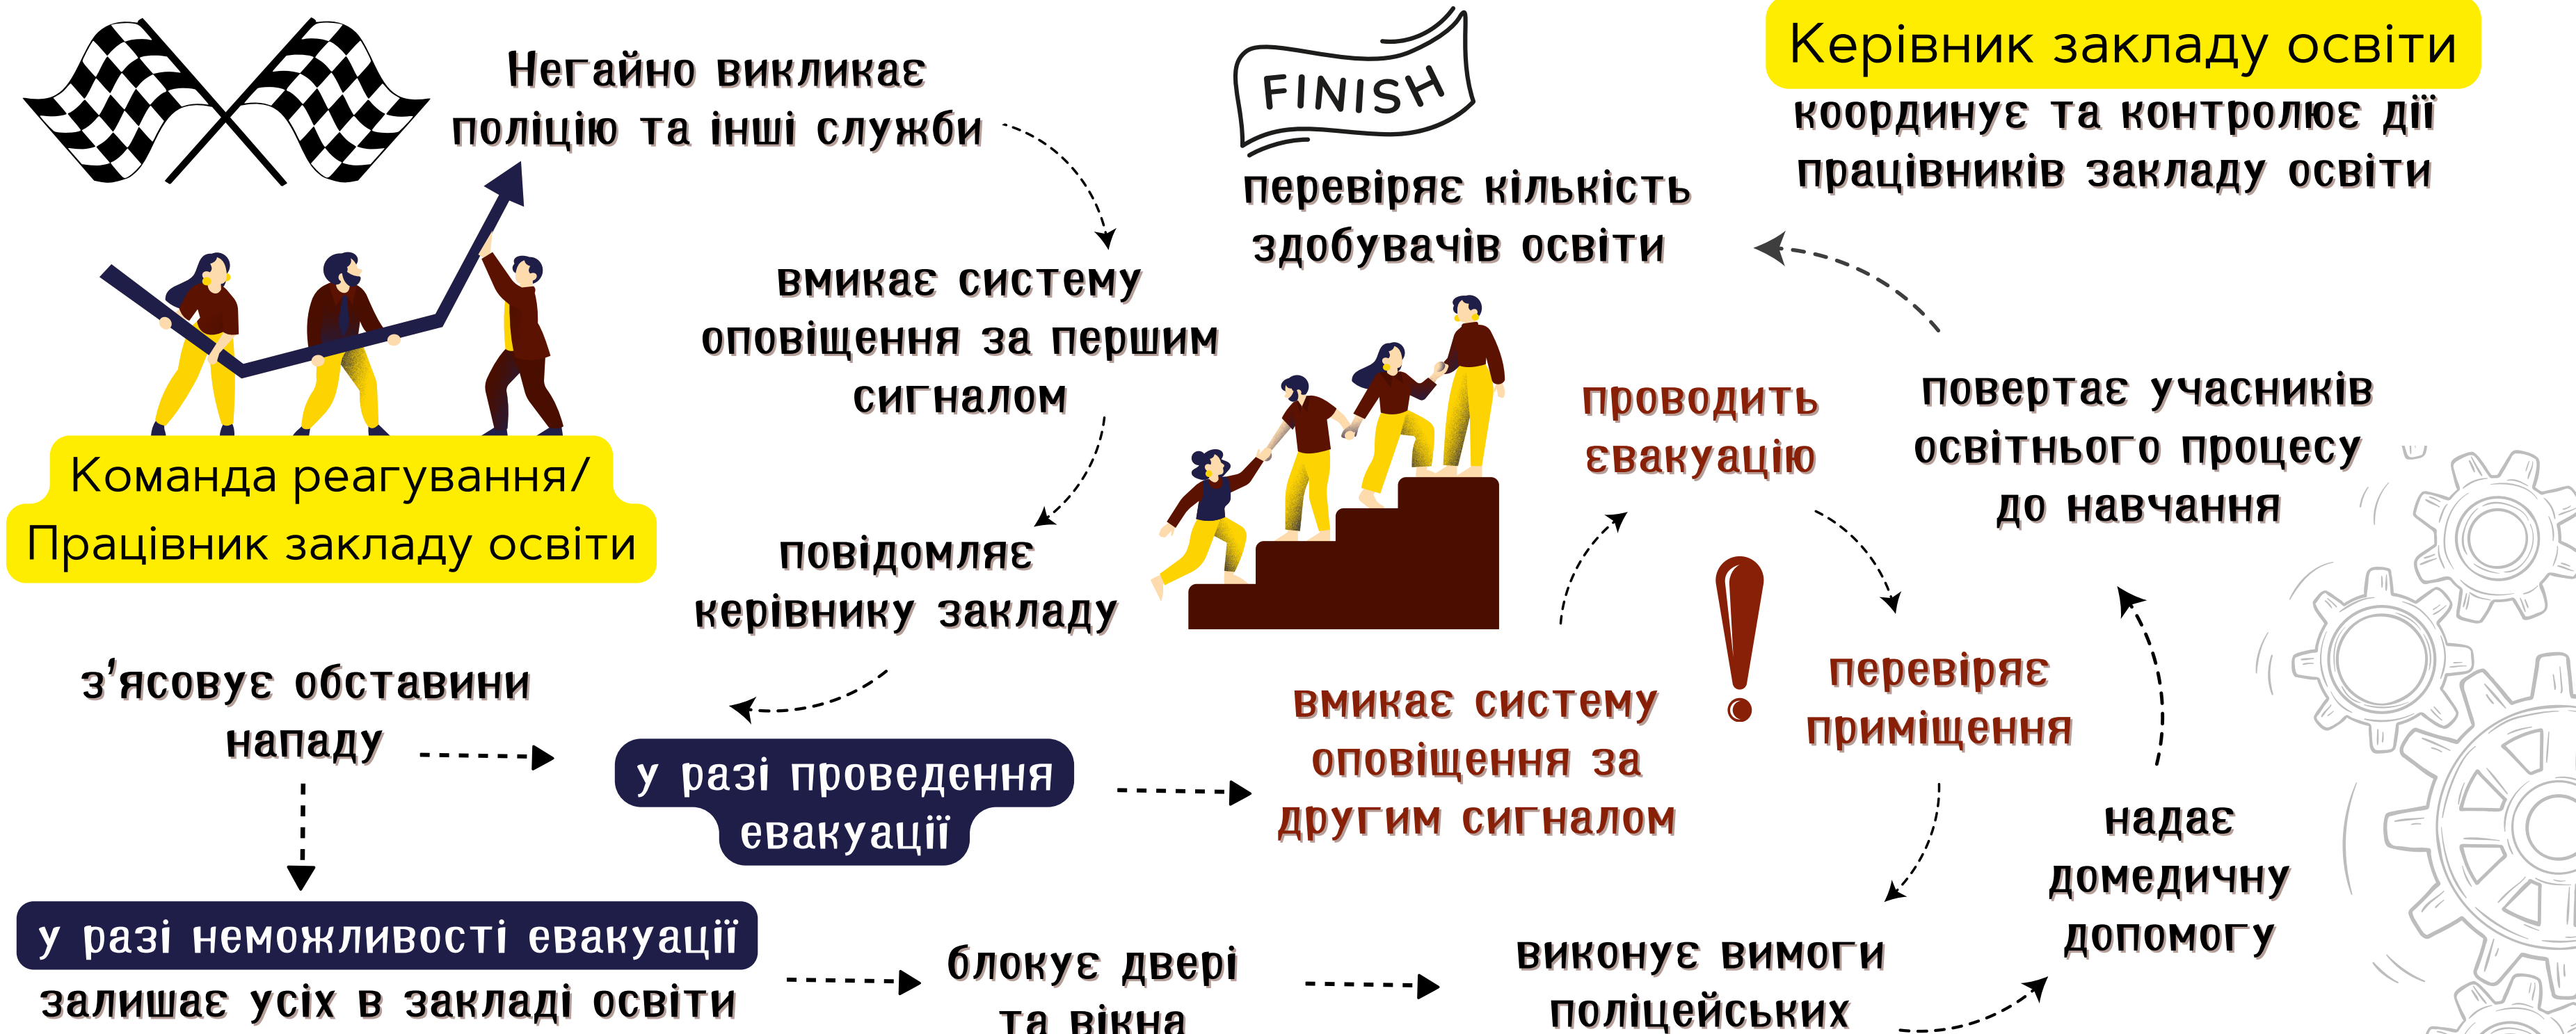 Негайно викликає
поліцію та інші служби
вмикає систему
оповіщення за першим
сигналом
повідомляє
керівнику закладу
Команда реагування/
Працівник закладу освіти
з'ясовує обставини
нападу
у разі проведення
евакуації
у разі неможливості евакуації
залишає усіх в закладі освіти
блокує двері
та вікна
вмикає систему
оповіщення за
другим сигналом
проводить
євакуацію
перевіряє
приміщення
виконує вимоги
поліцейських
надає
домедичну
допомогу
повертає учасників
освітнього процесу
до навчання
FINISH
перевіряє кількість
здобувачів освіти
Керівник закладу освіти
координує та контролює дії
працівників закладу освіти